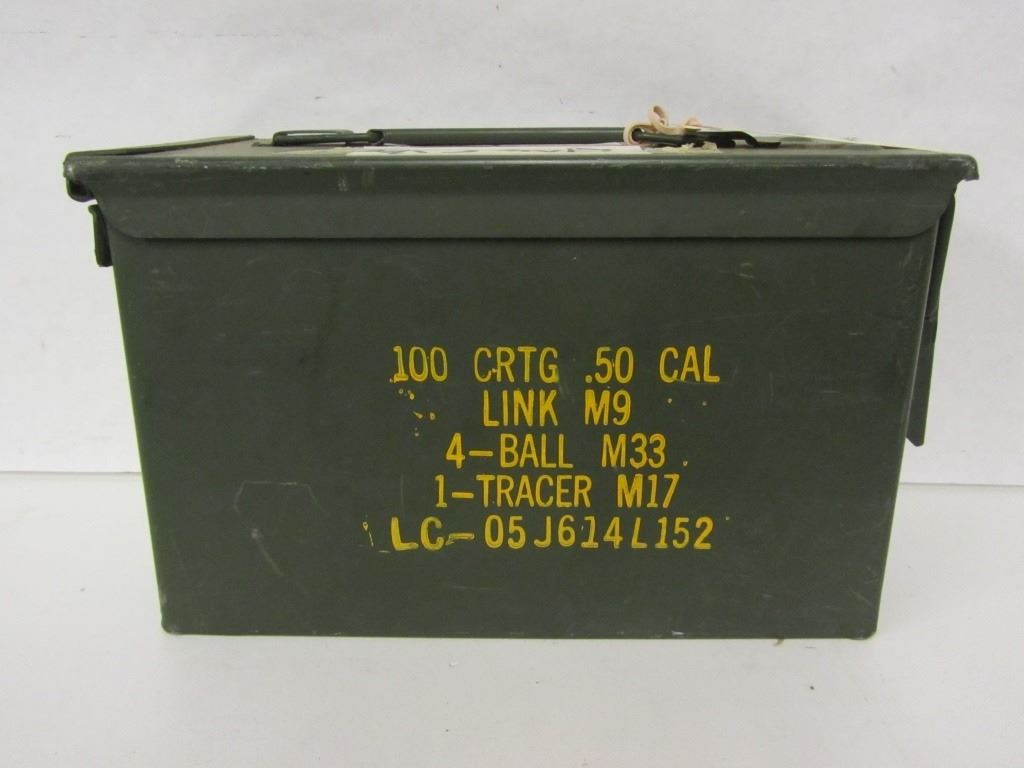 100 CRTG .50 CAL
LINK M9
4-BALL M33
1-TRACER M17
LC-05J614L152